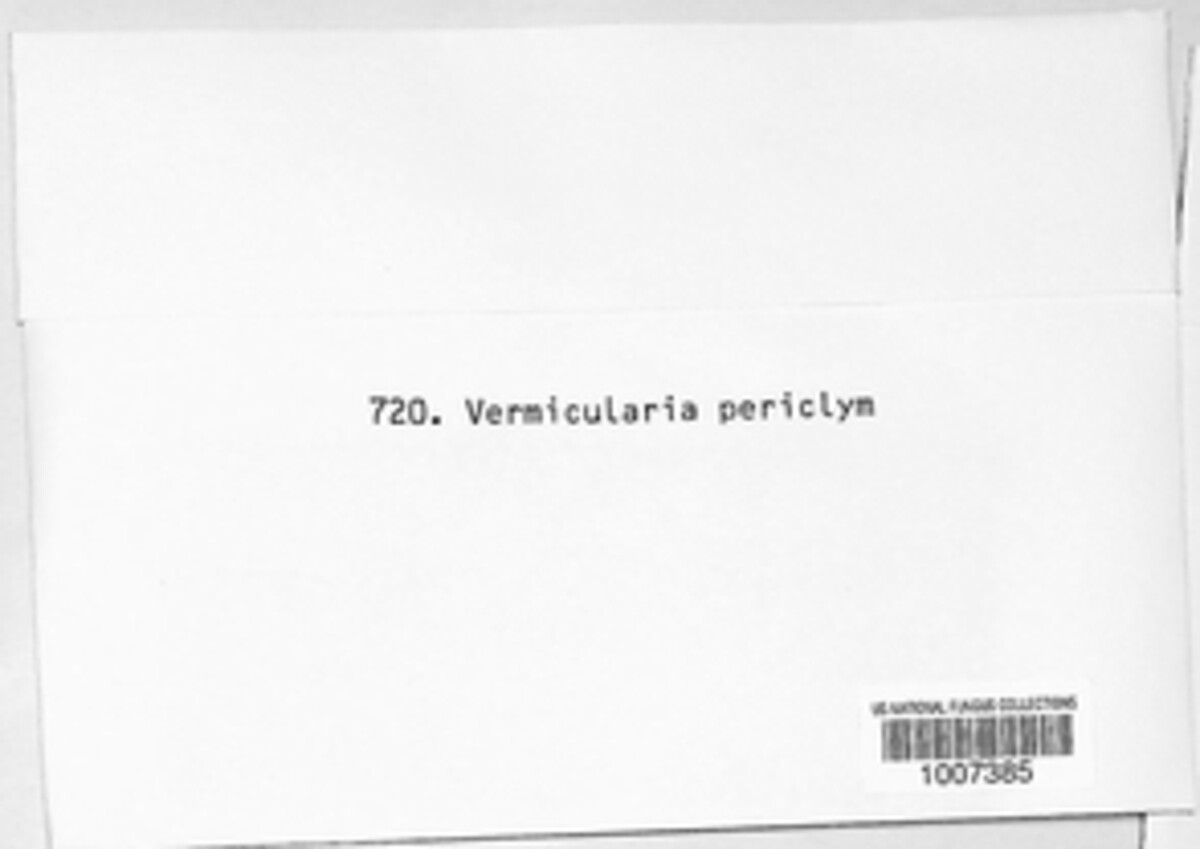 720. Vermicularia periclym
US NATIONAL FUNGUS COLLECTIONS
1007385